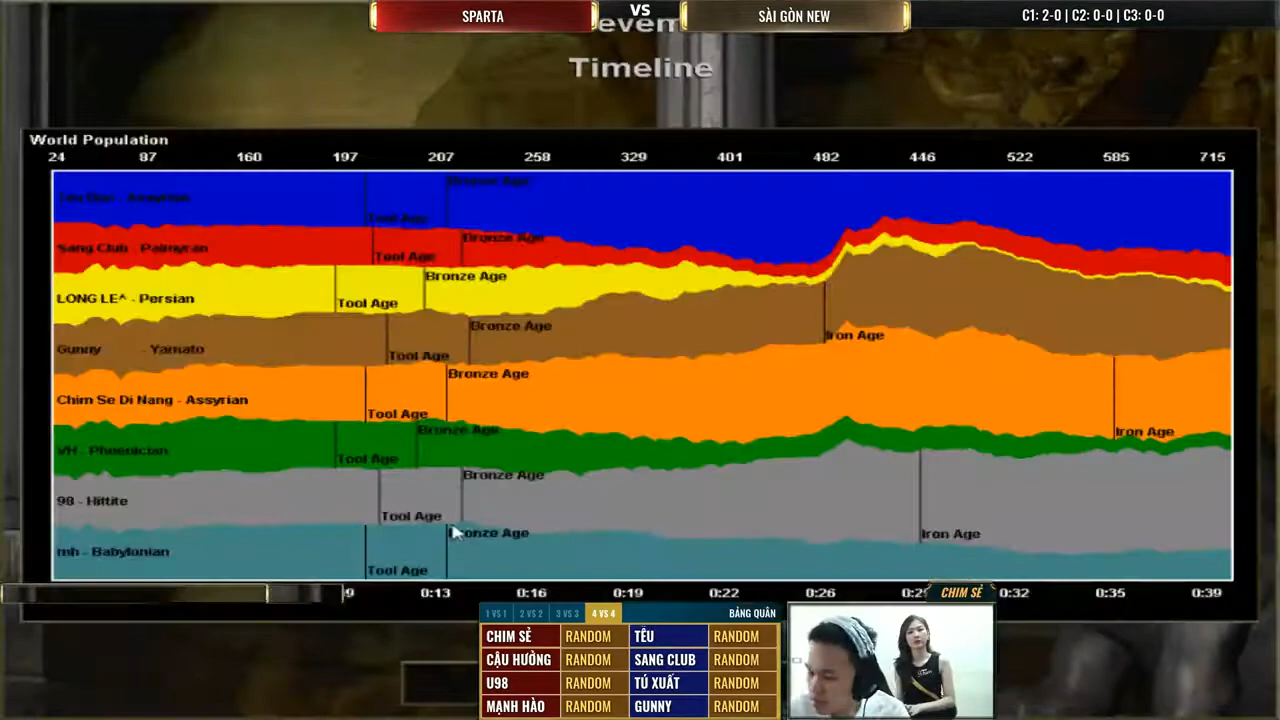 SPARTA
VS
SÀI GÒN NEW
C1: 2-0 | C2: 0-0 | C3: 0-0
Timeline
World Population
24 87 160 197 207 258 329 401 482 446 522 585 715
Bronze Age
Tool Age
Sang Club - Palmyran
Bronze Age
Tool Age
LONG LE^ - Persian
Bronze Age
Tool Age
Gunny - Yamato
Bronze Age
Tool Age
Iron Age
Chim Se Di Nang - Assyrian
Bronze Age
Tool Age
Iron Age
VH - Phoenician
Bronze Age
Tool Age
98 - Hittite
Bronze Age
Tool Age
Iron Age
mh - Babylonian
Bronze Age
Tool Age
0:13 0:16 0:19 0:22 0:26 0:32 0:35 0:39
CHIM SẺ
1 VS 1 2 VS 2 3 VS 3 4 VS 4 BẢNG QUÂN
CHIM SẺ RANDOM TÊU RANDOM
CẬU HƯỜNG RANDOM SANG CLUB RANDOM
U98 RANDOM TÚ XUẤT RANDOM
MẠNH HÀO RANDOM GUNNY RANDOM